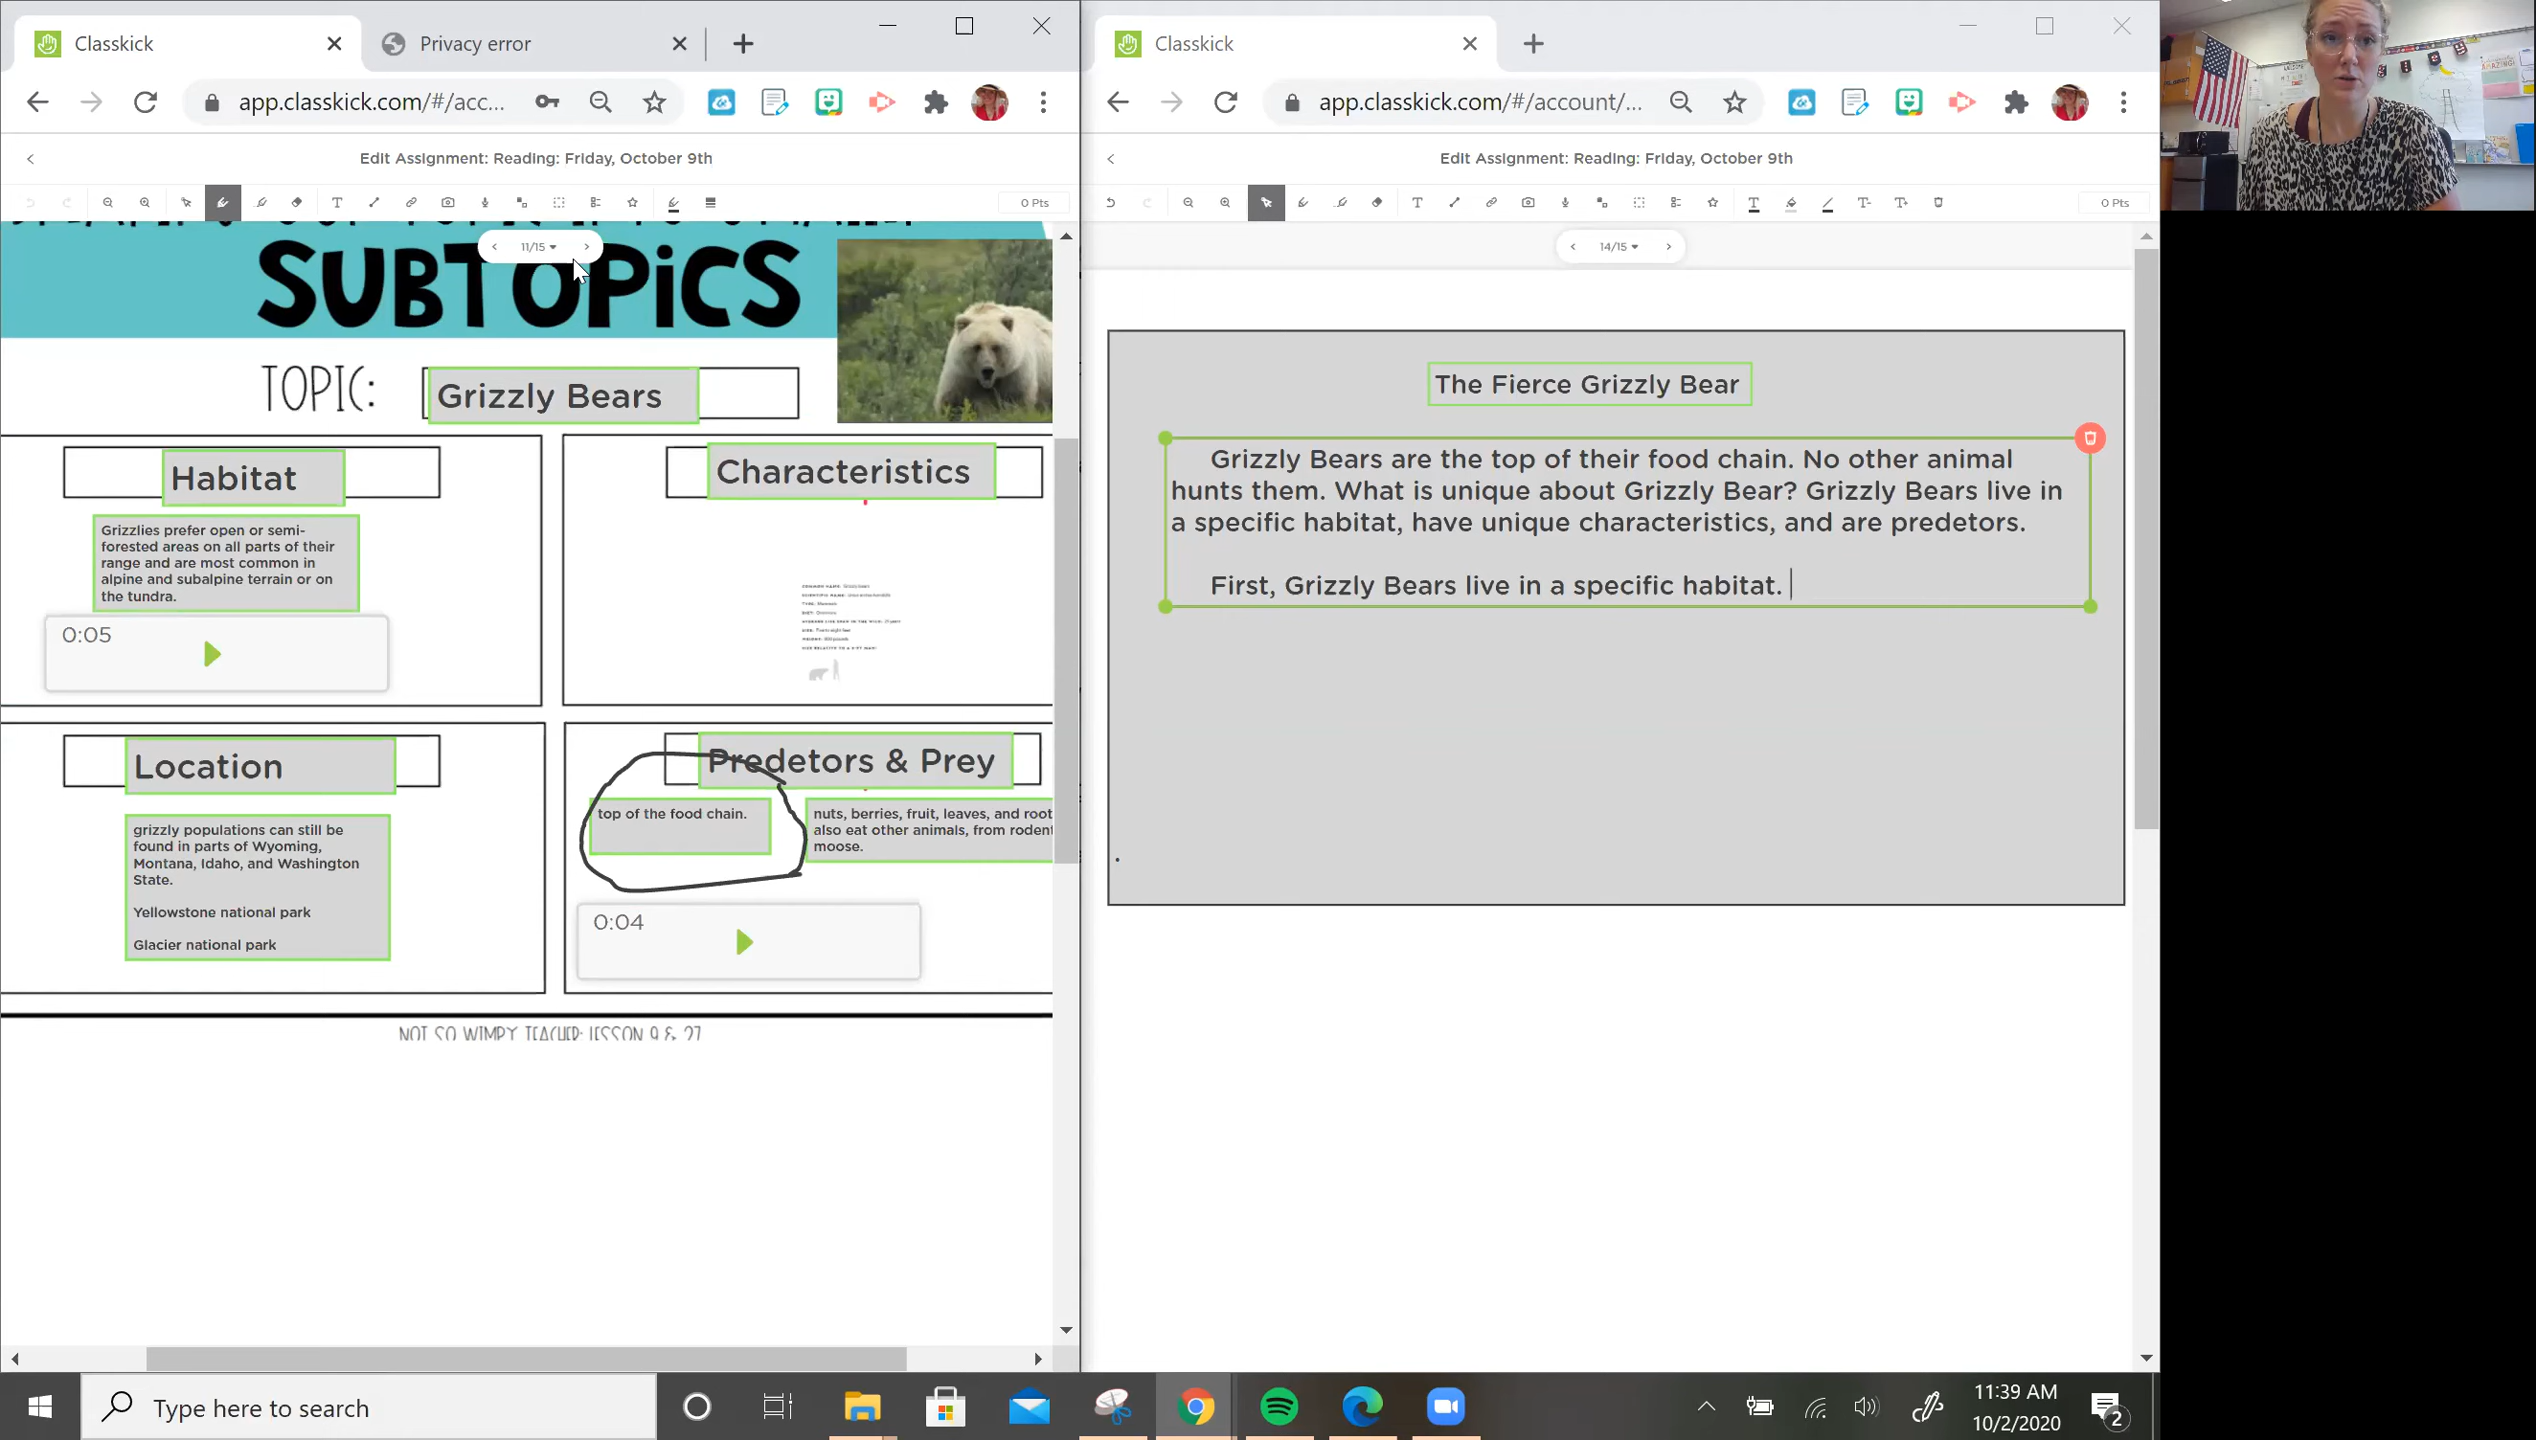 Classkick
Privacy error
Classkick
app.classkick.com/#/acc...
app.classkick.com/#/account/...
Edit Assignment: Reading: Friday, October 9th
Edit Assignment: Reading: Friday, October 9th
0 Pts
0 Pts
11/15
14/15
SUBTOPiCS
TOPIC:
Grizzly Bears
Habitat
Grizzlies prefer open or semi-
forested areas on all parts of their
range and are most common in
alpine and subalpine terrain or on
the tundra.
0:05
Characteristics
Location
grizzly populations can still be
found in parts of Wyoming,
Montana, Idaho, and Washington
State.
Yellowstone national park
Glacier national park
Predetors & Prey
top of the food chain.
nuts, berries, fruit, leaves, and root
also eat other animals, from rodent
moose.
0:04
NOT SO WIMPY TEACHER: LESSON 9 & 27
The Fierce Grizzly Bear
Grizzly Bears are the top of their food chain. No other animal
hunts them. What is unique about Grizzly Bear? Grizzly Bears live in
a specific habitat, have unique characteristics, and are predetors.
First, Grizzly Bears live in a specific habitat.
AMAZING!
Type here to search
11:39 AM
10/2/2020
2